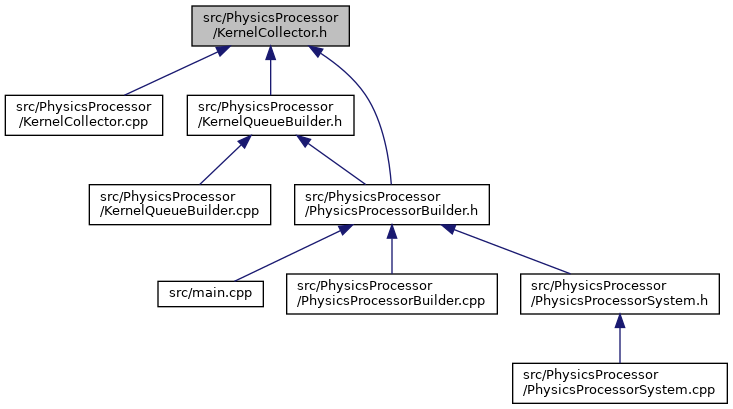 src/PhysicsProcessor
/KernelCollector.h
src/PhysicsProcessor
/KernelCollector.cpp
src/PhysicsProcessor
/KernelQueueBuilder.h
src/PhysicsProcessor
/KernelQueueBuilder.cpp
src/PhysicsProcessor
/PhysicsProcessorBuilder.h
src/main.cpp
src/PhysicsProcessor
/PhysicsProcessorBuilder.cpp
src/PhysicsProcessor
/PhysicsProcessorSystem.h
src/PhysicsProcessor
/PhysicsProcessorSystem.cpp